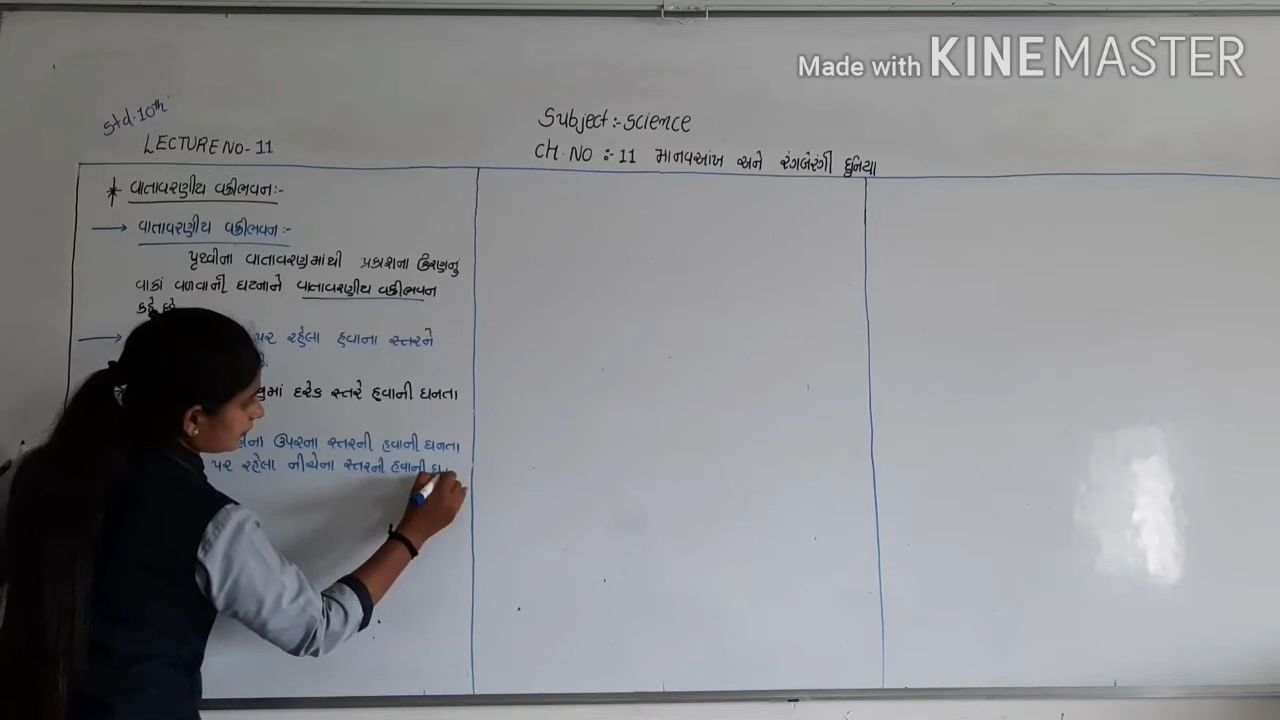 Made with KINEMASTER
Std:10th
LECTURE NO- 11
Subject:- Science
CH. NO :- 11 માનવઆંખ અને રંગબેરંગી દુનિયા
* વાતાવરણીય વક્રીભવન:-
→ વાતાવરણીય વક્રીભવન:-
પૃથ્વીના વાતાવરણમાંથી પ્રકાશના કિરણનું
વાંકા વળવાની ઘટનાને વાતાવરણીય વક્રીભવન
કહે છે.
→ પર રહેલા હવાના સ્તરને
દરેક સ્તરે હવાની ઘનતા
ઉપરના સ્તરની હવાની ઘનતા
પર રહેલા નીચેના સ્તરની હવાની